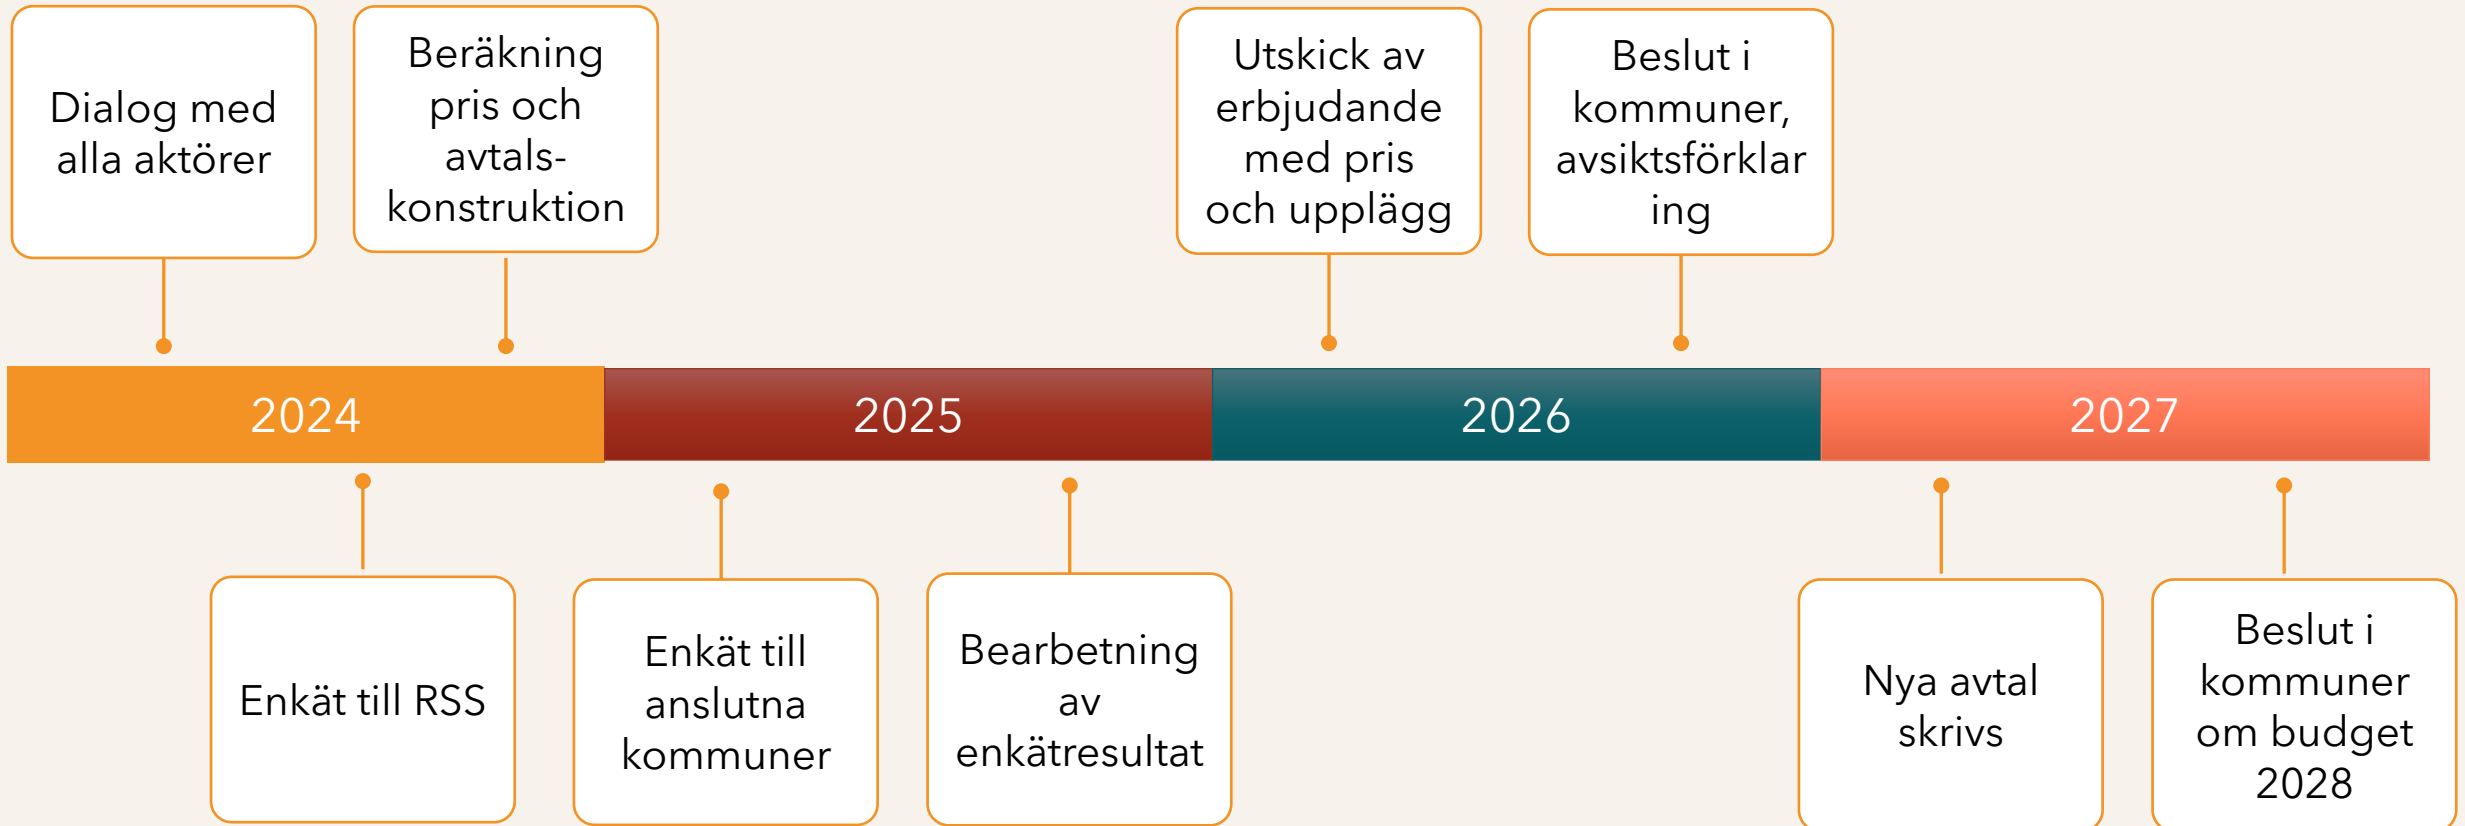 Dialog med
alla aktörer
Beräkning
pris och
avtals-
konstruktion
Utskick av
erbjudande
med pris
och upplägg
Beslut i
kommuner,
avsiktsförklar
ing
2024
2025
2026
2027
Enkät till RSS
Enkät till
anslutna
kommuner
Bearbetning
av
enkätresultat
Nya avtal
skrivs
Beslut i
kommuner
om budget
2028